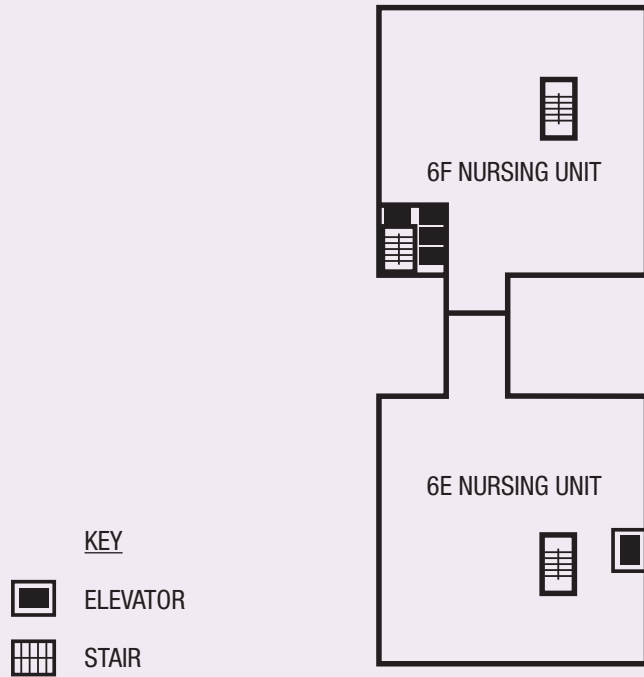 6F NURSING UNIT
6E NURSING UNIT
KEY
ELEVATOR
STAIR